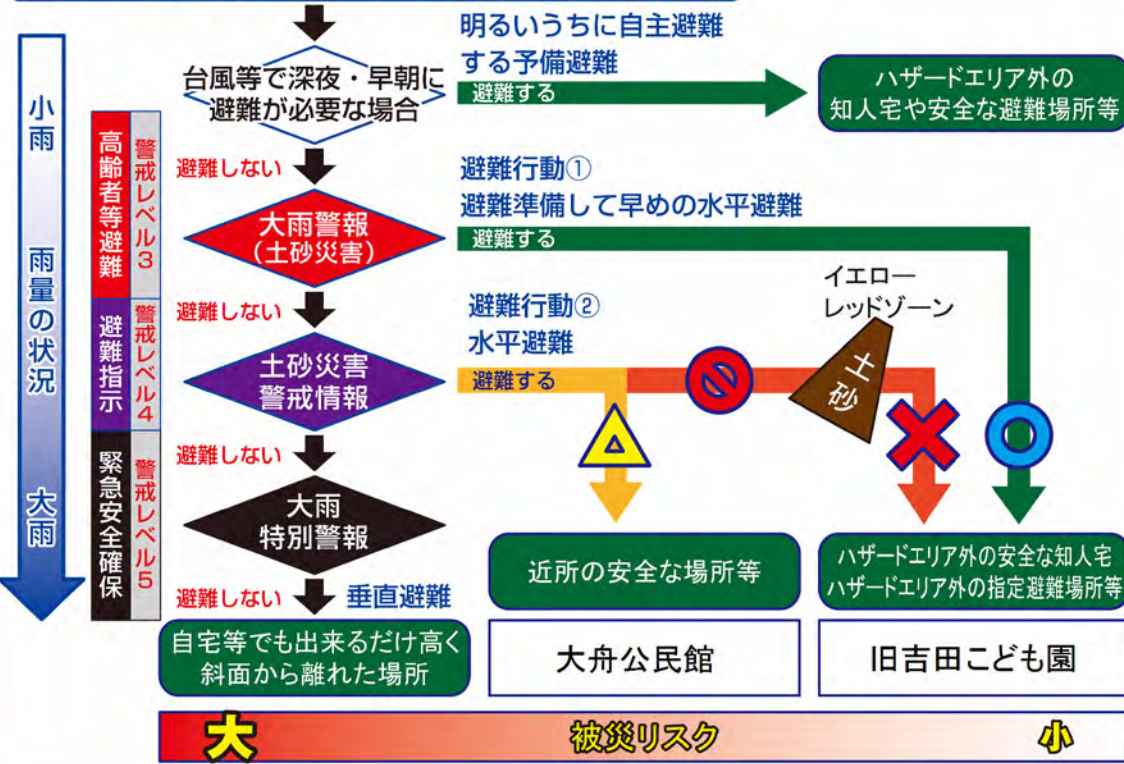 明るいうちに自主避難
する予備避難
避難する
台風等で深夜・早朝に
避難が必要な場合
ハザードエリア外の
知人宅や安全な避難場所等
小雨
雨量の状況
大雨
高齢者等避難
警戒レベル3
避難しない
避難行動①
避難準備して早めの水平避難
避難する
大雨警報
(土砂災害)
イエロー
レッドゾーン
土砂
避難指示
警戒レベル4
避難しない
避難行動②
水平避難
避難する
土砂災害
警戒情報
緊急安全確保
警戒レベル5
避難しない
大雨
特別警報
避難しない
垂直避難
自宅等でも出来るだけ高く
斜面から離れた場所
近所の安全な場所等
ハザードエリア外の安全な知人宅
ハザードエリア外の指定避難場所等
大舟公民館
旧吉田こども園
大
被災リスク
小